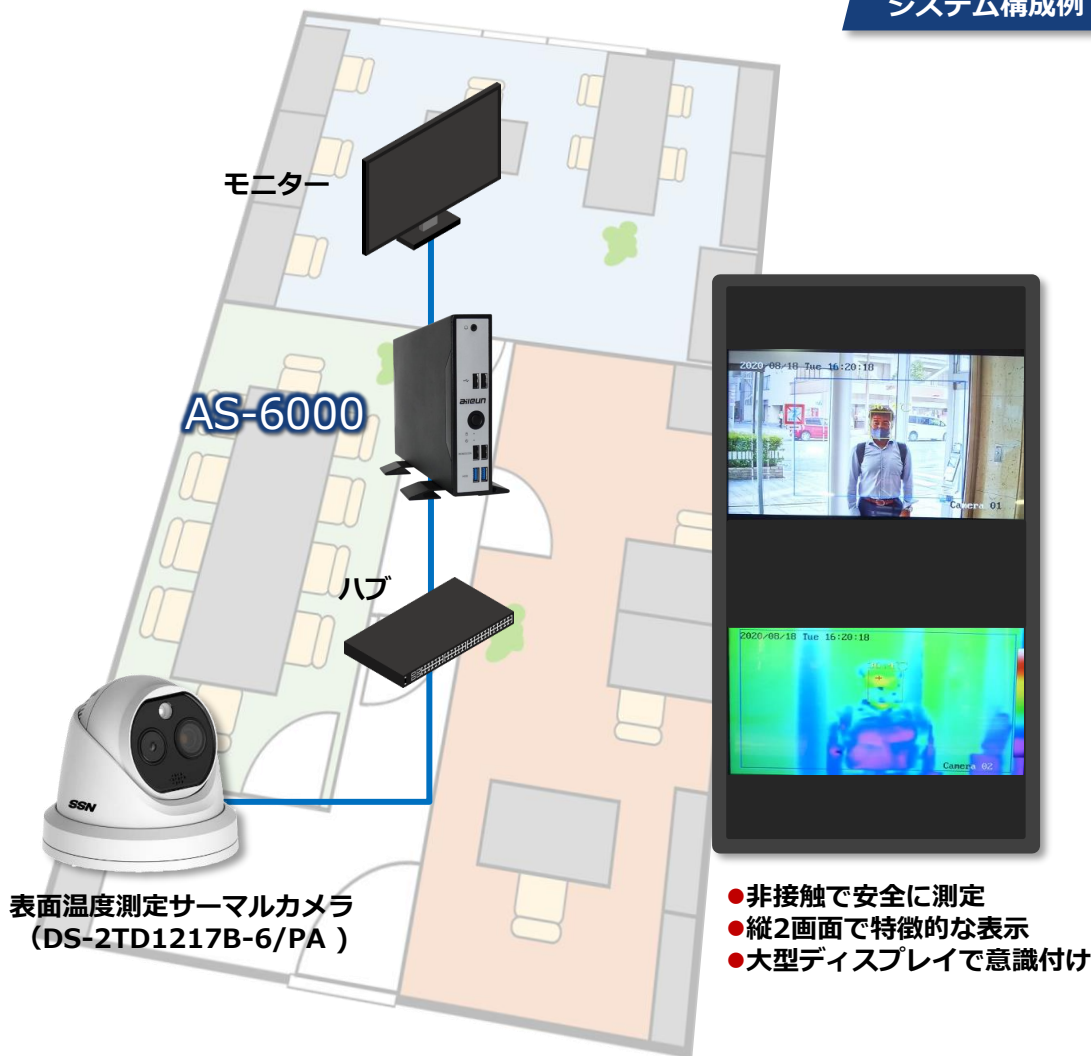 システム構成例
モニター
AS-6000
ハブ
SSN
表面温度測定サーマルカメラ
（DS-2TD1217B-6/PA )
2020/08/18 Tue 16:20:18
Camera 01
2020/08/18 Tue 16:20:18
Camera 02
●非接触で安全に測定
●縦2画面で特徴的な表示
●大型ディスプレイで意識付け